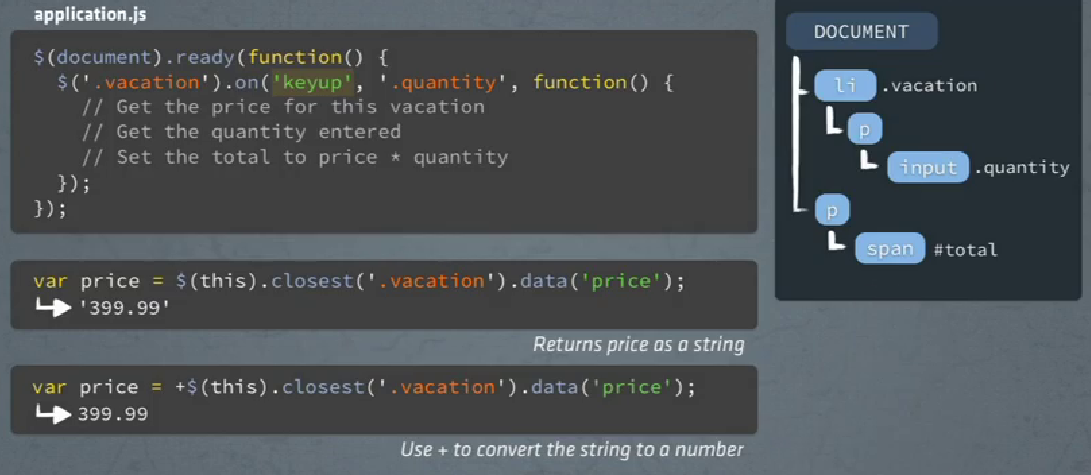 application.js
$(document).ready(function() {
  $('.vacation').on('keyup', '.quantity', function() {
    // Get the price for this vacation
    // Get the quantity entered
    // Set the total to price * quantity
  });
});
var price = $(this).closest('.vacation').data('price');
'399.99'
Returns price as a string
var price = +$(this).closest('.vacation').data('price');
399.99
Use + to convert the string to a number
DOCUMENT
li .vacation
p
input .quantity
p
span #total